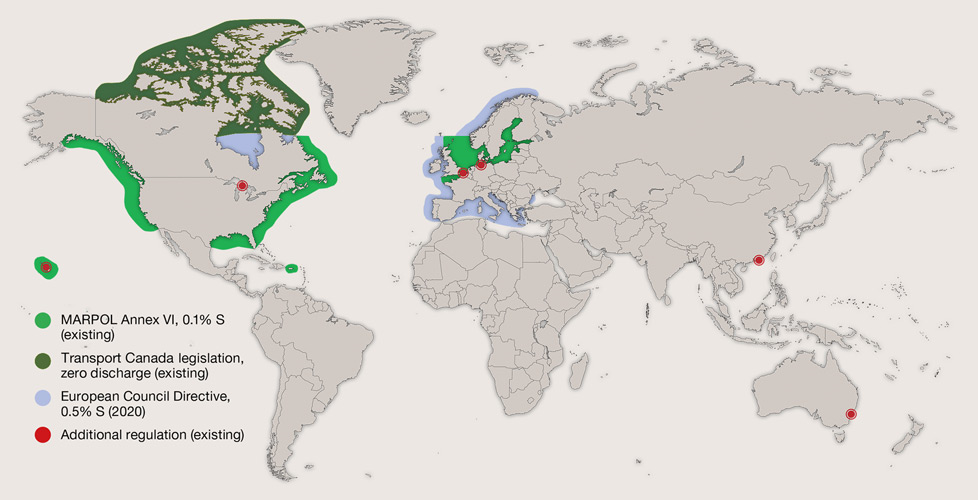 MARPOL Annex VI, 0.1% S
(existing)
Transport Canada legislation,
zero discharge (existing)
European Council Directive,
0.5% S (2020)
Additional regulation (existing)